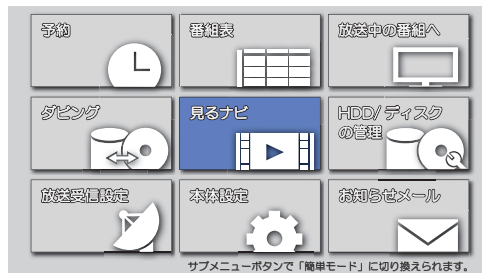 予約
番組表
放送中の番組へ
ダビング
見るナビ
HDD/ディスク
の管理
放送受信設定
本体設定
お知らせメール
サブメニューボタンで「簡単モード」に切り換えられます。